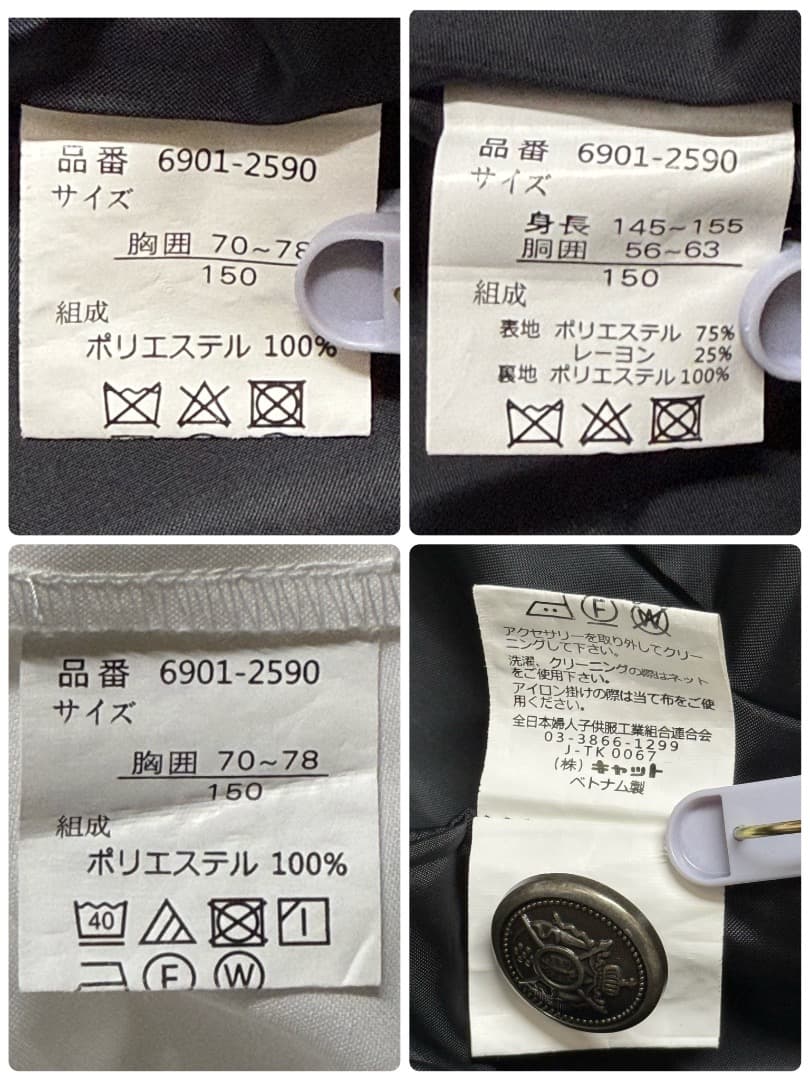 品番 6901-2590
サイズ
胸囲 70~78
150
組成
ポリエステル 100%
品番 6901-2590
サイズ
身長 145~155
胴囲 56~63
150
組成
表地 ポリエステル 75%
レーヨン 25%
裏地 ポリエステル 100%
品番 6901-2590
サイズ
胸囲 70~78
150
組成
ポリエステル 100%
40
F
W
F
W
アクセサリーを取り外してクリー
ニングして下さい。
洗濯、クリーニングの際はネット
をご使用下さい。
アイロン掛けの際は当て布をご使
用ください。
全日本婦人子供服工業組合連合会
03-3866-1299
J-TK 0067
(株) キャット
ベトナム製